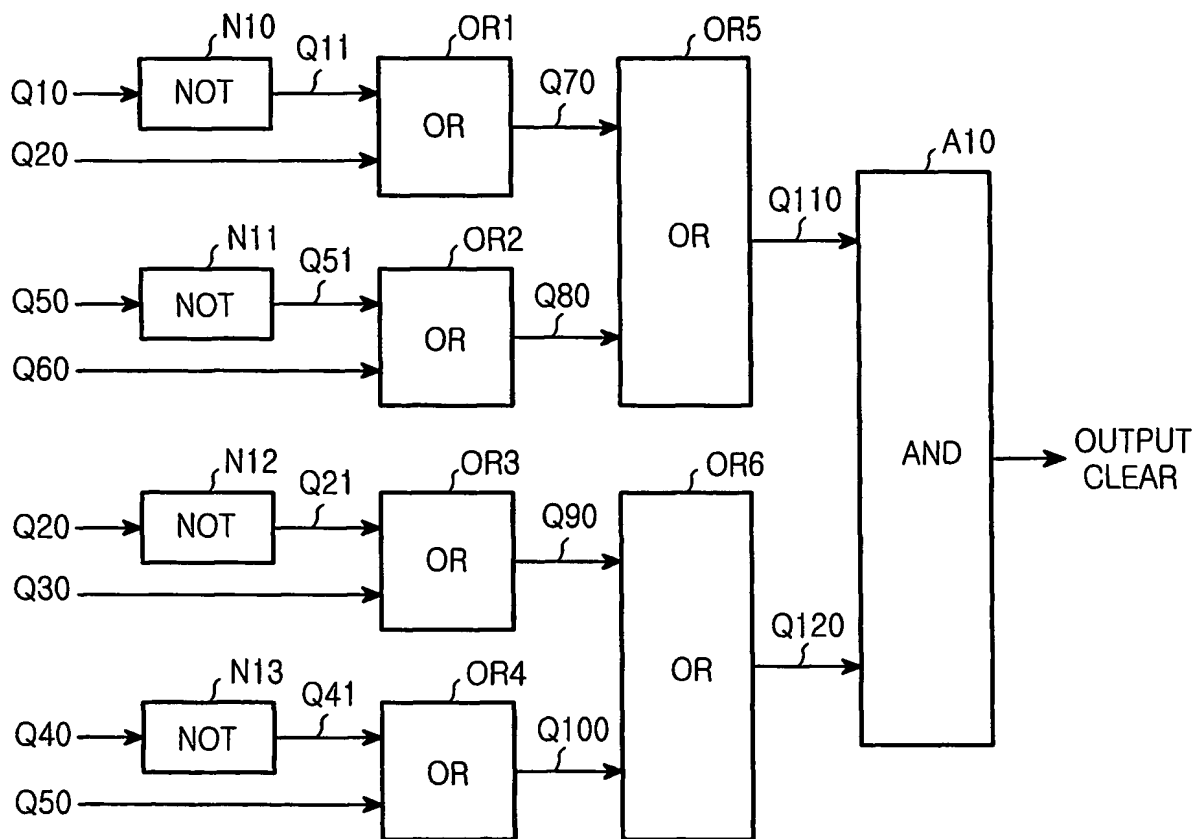 N10
Q11
OR1
OR5
Q10
NOT
OR
Q70
Q20
A10
OR
Q110
N11
Q51
OR2
Q50
NOT
OR
Q80
Q60
AND
OUTPUT
CLEAR
N12
Q21
OR3
OR6
Q20
NOT
OR
Q90
Q30
OR
Q120
N13
Q41
OR4
Q40
NOT
OR
Q100
Q50